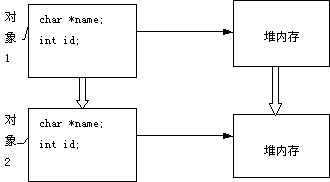 对象1
char *name;
int id;
堆内存
对象2
char *name;
int id;
堆内存